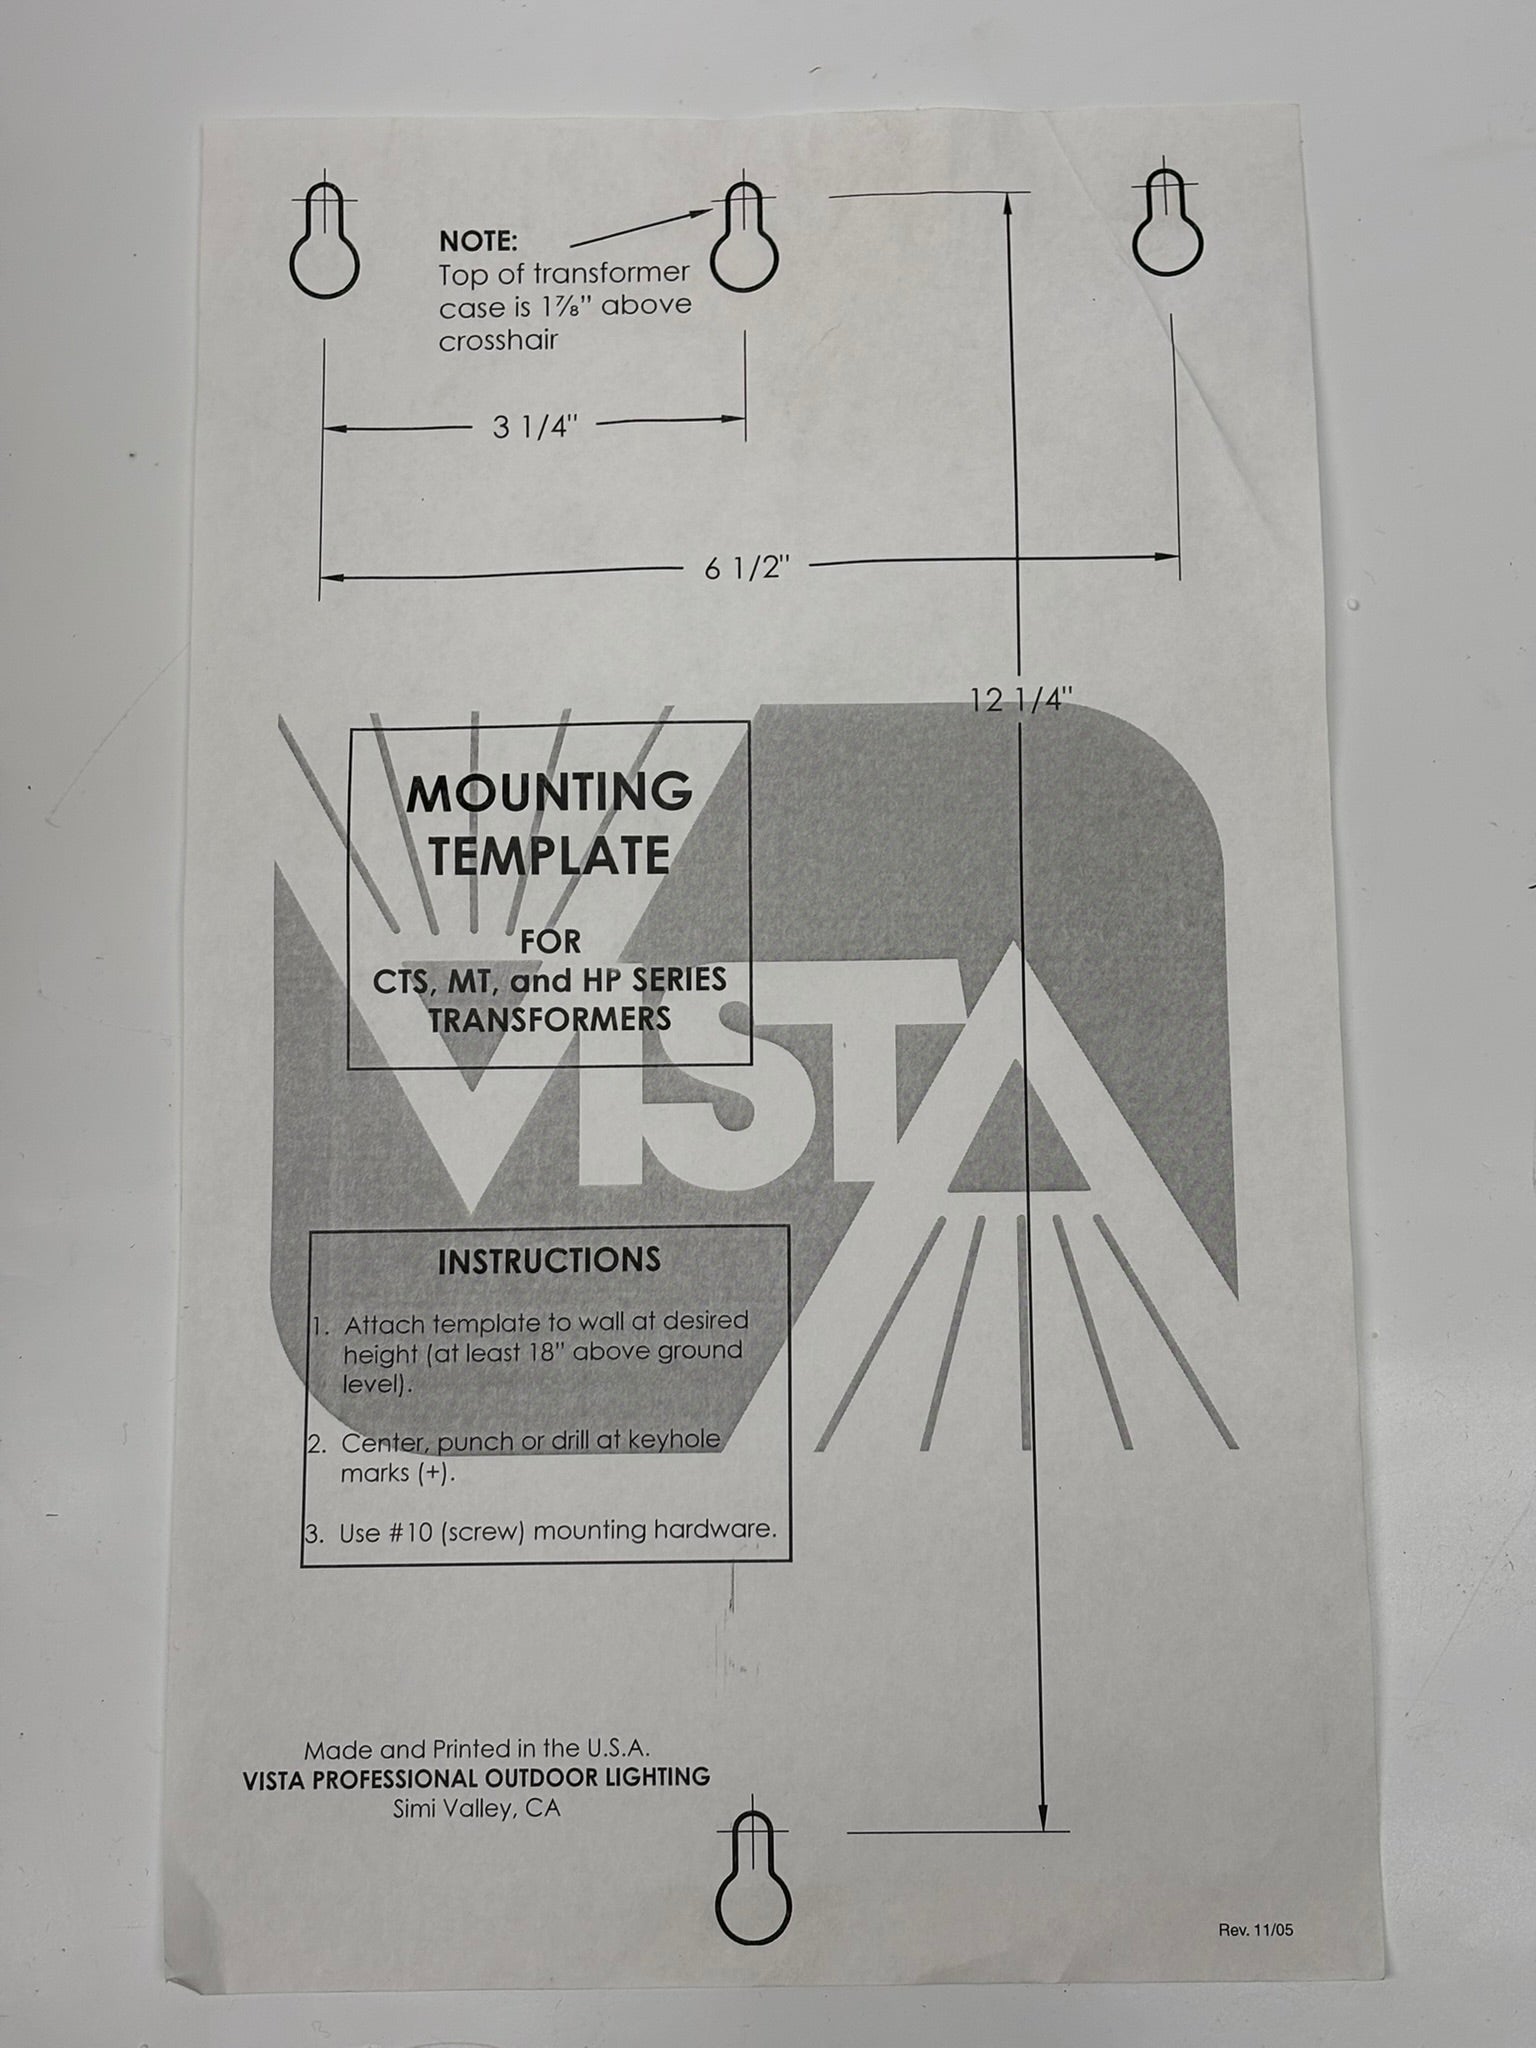 NOTE:
Top of transformer
case is 1⅞" above
crosshair
3 1/4"
6 1/2"
12 1/4"
MOUNTING
TEMPLATE
FOR
CTS, MT, and HP SERIES
TRANSFORMERS
VISTA
INSTRUCTIONS
1. Attach template to wall at desired
height (at least 18" above ground
level).
2. Center, punch or drill at keyhole
marks (+).
3. Use #10 (screw) mounting hardware.
Made and Printed in the U.S.A.
VISTA PROFESSIONAL OUTDOOR LIGHTING
Simi Valley, CA
Rev. 11/05